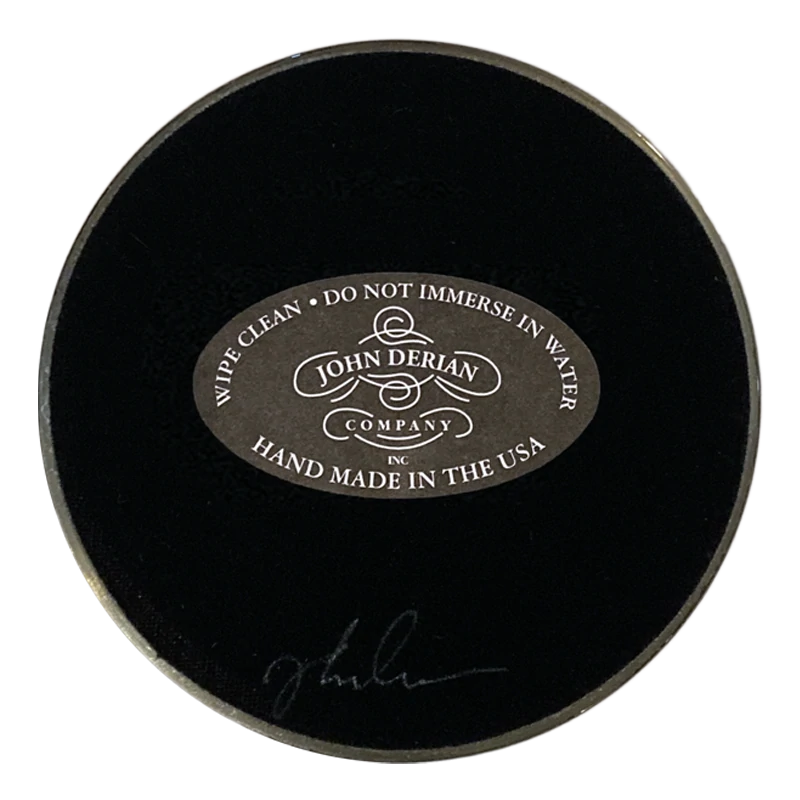 WIPE CLEAN • DO NOT IMMERSE IN WATER
JOHN DERIAN
COMPANY
INC
HAND MADE IN THE USA